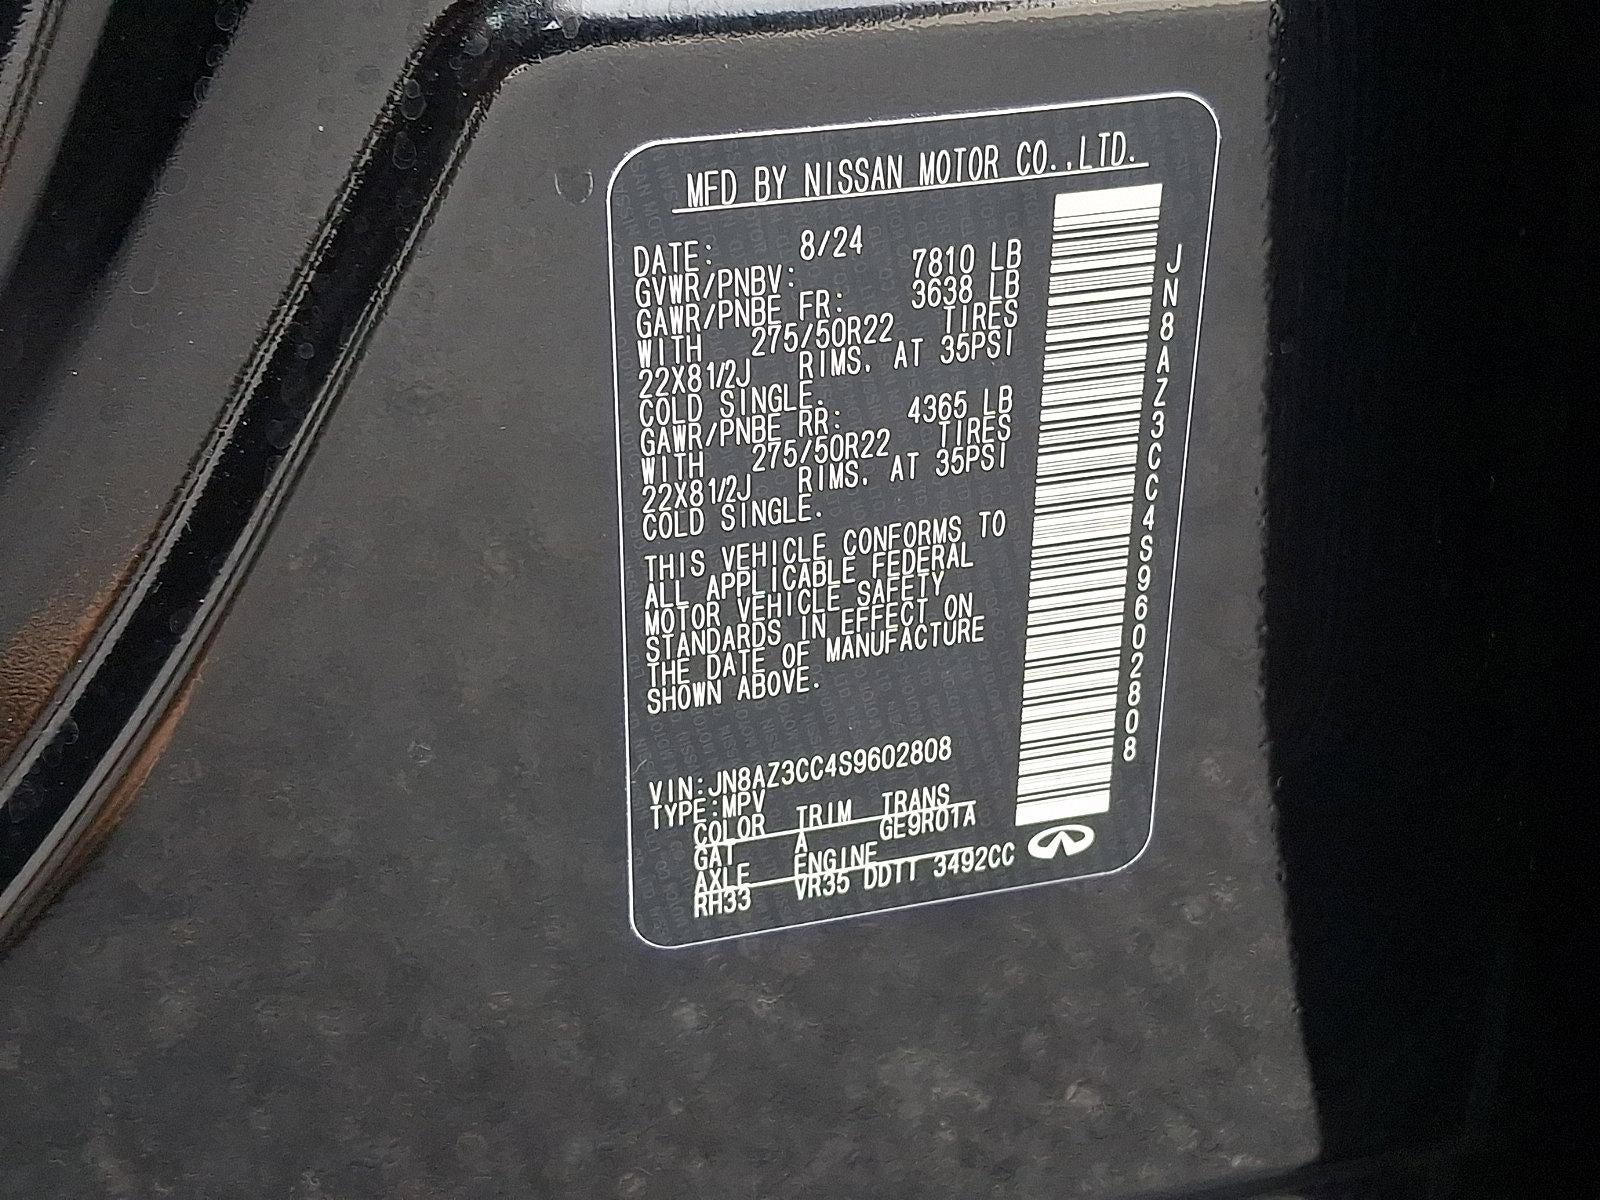 MFD BY NISSAN MOTOR CO.,LTD.
DATE: 8/24
GVWR/PNBV: 7810 LB
GAWR/PNBE FR: 3638 LB
WITH 275/50R22 TIRES
22X81/2J RIMS, AT 35PSI
COLD SINGLE.
GAWR/PNBE RR: 4365 LB
WITH 275/50R22 TIRES
22X81/2J RIMS, AT 35PSI
COLD SINGLE.
THIS VEHICLE CONFORMS TO
ALL APPLICABLE FEDERAL
MOTOR VEHICLE SAFETY
STANDARDS IN EFFECT ON
THE DATE OF MANUFACTURE
SHOWN ABOVE.
VIN:JN8AZ3CC4S9602808
TYPE:MPV
COLOR TRIM TRANS
GAT A GE9R01A
AXLE ENGINE
RH33 VR35 DDTT 3492CC
JN8AZ3CC4S9602808